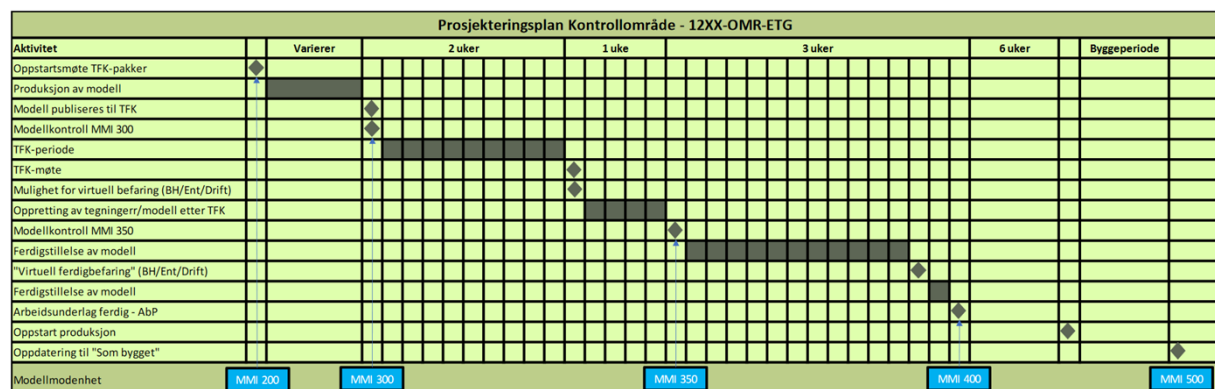 Prosjekteringsplan Kontrollområde - 12XX-OMR-ETG
Aktivitet Varierer 2 uker 1 uke 3 uker 6 uker Byggeperiode
Oppstartsmøte TFK-pakker
Produksjon av modell
Modell publiseres til TFK
Modellkontroll MMI 300
TFK-periode
TFK-møte
Mulighet for virtuell befaring (BH/Ent/Drift)
Oppretting av tegningerr/modell etter TFK
Modellkontroll MMI 350
Ferdigstillelse av modell
"Virtuell ferdigbefaring" (BH/Ent/Drift)
Ferdigstillelse av modell
Arbeidsunderlag ferdig - AbP
Oppstart produksjon
Oppdatering til "Som bygget"
Modellmodenhet MMI 200 MMI 300 MMI 350 MMI 400 MMI 500